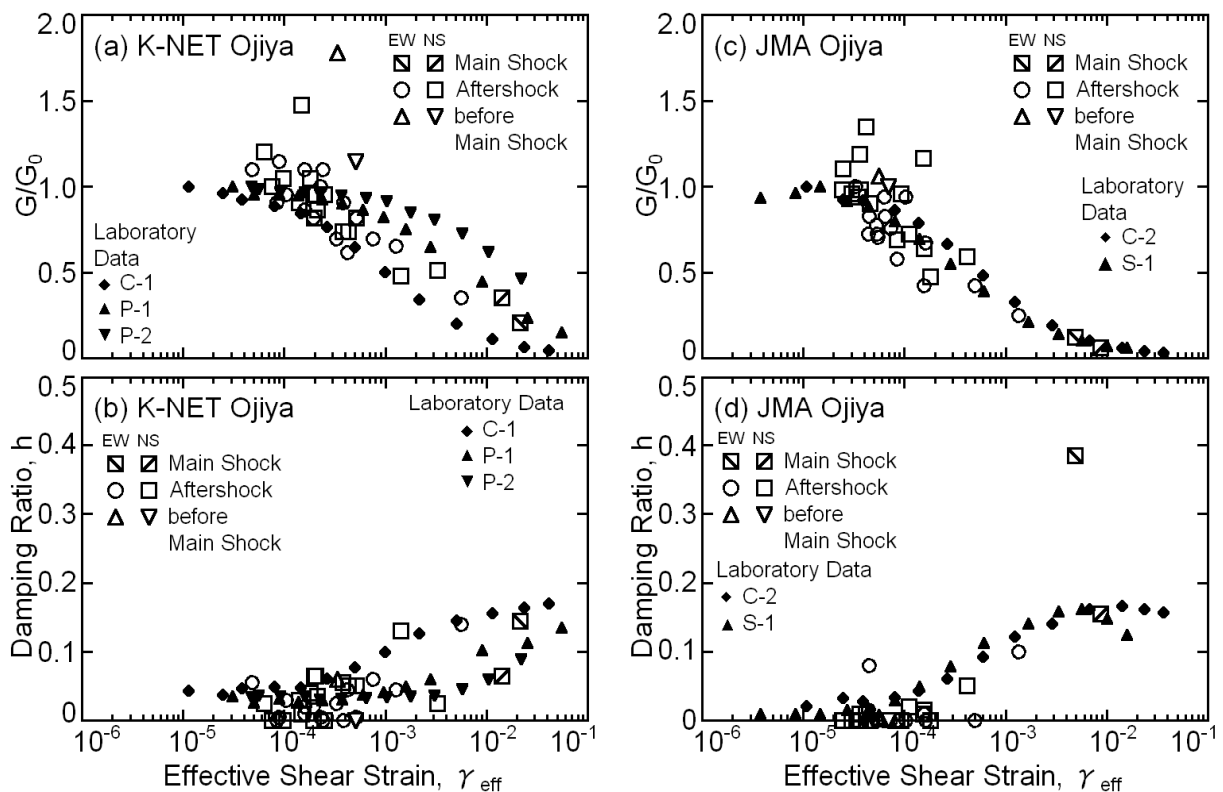 (a) K-NET Ojiya
EW NS
Main Shock
Aftershock
before
Main Shock
Laboratory
Data
C-1
P-1
P-2
G/G0
2.0
1.5
1.0
0.5
0
(c) JMA Ojiya
EW NS
Main Shock
Aftershock
before
Main Shock
Laboratory
Data
C-2
S-1
G/G0
2.0
1.5
1.0
0.5
0
(b) K-NET Ojiya
EW NS
Main Shock
Aftershock
before
Main Shock
Laboratory Data
C-1
P-1
P-2
Damping Ratio, h
0.5
0.4
0.3
0.2
0.1
0
10-6 10-5 10-4 10-3 10-2 10-1
Effective Shear Strain, γ eff
(d) JMA Ojiya
EW NS
Main Shock
Aftershock
before
Main Shock
Laboratory Data
C-2
S-1
Damping Ratio, h
0.5
0.4
0.3
0.2
0.1
0
10-6 10-5 10-4 10-3 10-2 10-1
Effective Shear Strain, γ eff